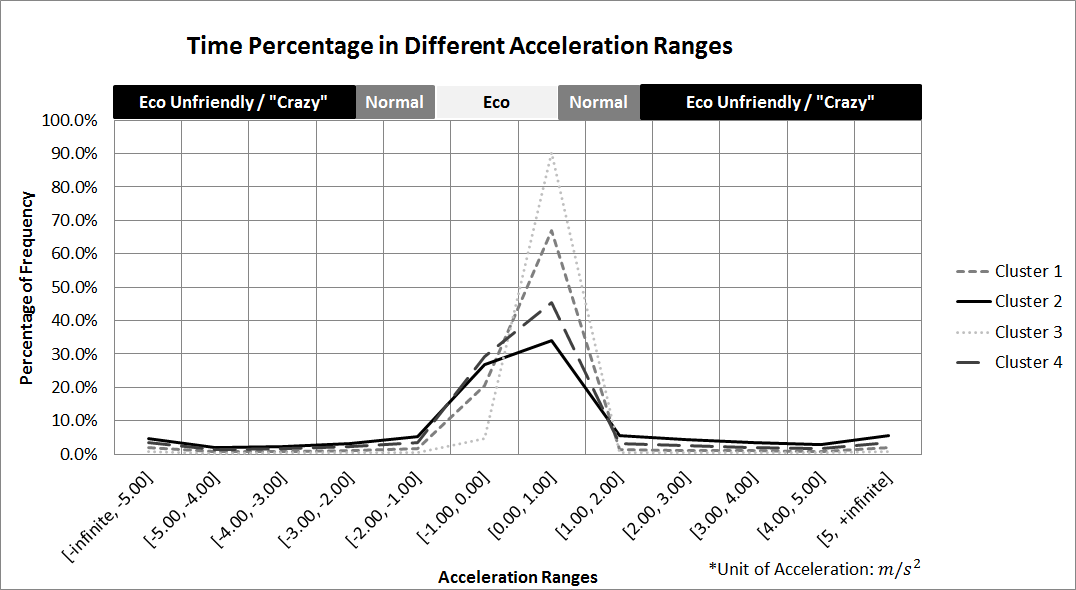 Time Percentage in Different Acceleration Ranges
Eco Unfriendly / "Crazy" Normal Eco Normal Eco Unfriendly / "Crazy"
100.0%
90.0%
80.0%
70.0%
60.0%
50.0%
40.0%
30.0%
20.0%
10.0%
0.0%
Percentage of Frequency
Cluster 1
Cluster 2
Cluster 3
Cluster 4
[-infinite, -5.00]
[-5.00, -4.00]
[-4.00, -3.00]
[-3.00, -2.00]
[-2.00, -1.00]
[-1.00, 0.00]
[0.00, 1.00]
[1.00, 2.00]
[2.00, 3.00]
[3.00, 4.00]
[4.00, 5.00]
[5, +infinite]
Acceleration Ranges
*Unit of Acceleration: m/s²